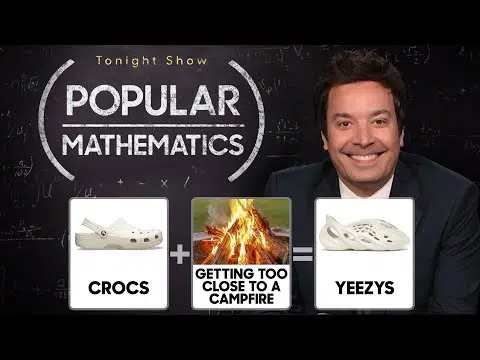 Tonight Show
POPULAR
MATHEMATICS
CROCS
+
GETTING TOO
CLOSE TO A
CAMPFIRE
=
YEEZYS